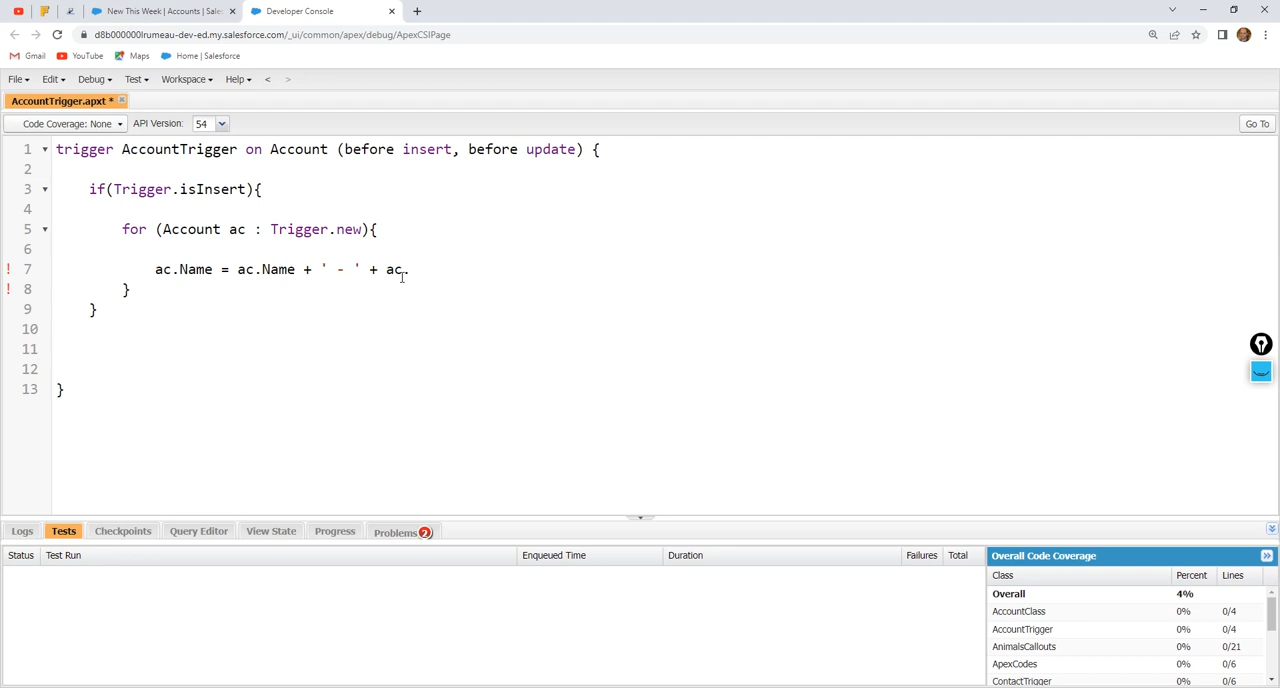 New This Week | Accounts | Sales
Developer Console
d8b000000lrumeau-dev-ed.my.salesforce.com/_ui/common/apex/debug/ApexCSIPage
Gmail YouTube Maps Home | Salesforce
File Edit Debug Test Workspace Help < >
AccountTrigger.apxt *
Code Coverage: None API Version: 54 Go To
1 trigger AccountTrigger on Account (before insert, before update) {
2
3 if(Trigger.isInsert){
4
5 for (Account ac : Trigger.new){
6
! 7 ac.Name = ac.Name + ' - ' + ac.
! 8 }
9 }
10
11
12
13 }
Logs Tests Checkpoints Query Editor View State Progress Problems 2
Status Test Run Enqueued Time Duration Failures Total
Overall Code Coverage
Class Percent Lines
Overall 4%
AccountClass 0% 0/4
AccountTrigger 0% 0/4
AnimalsCallouts 0% 0/21
ApexCodes 0% 0/6
ContactTrigger 0% 0/6